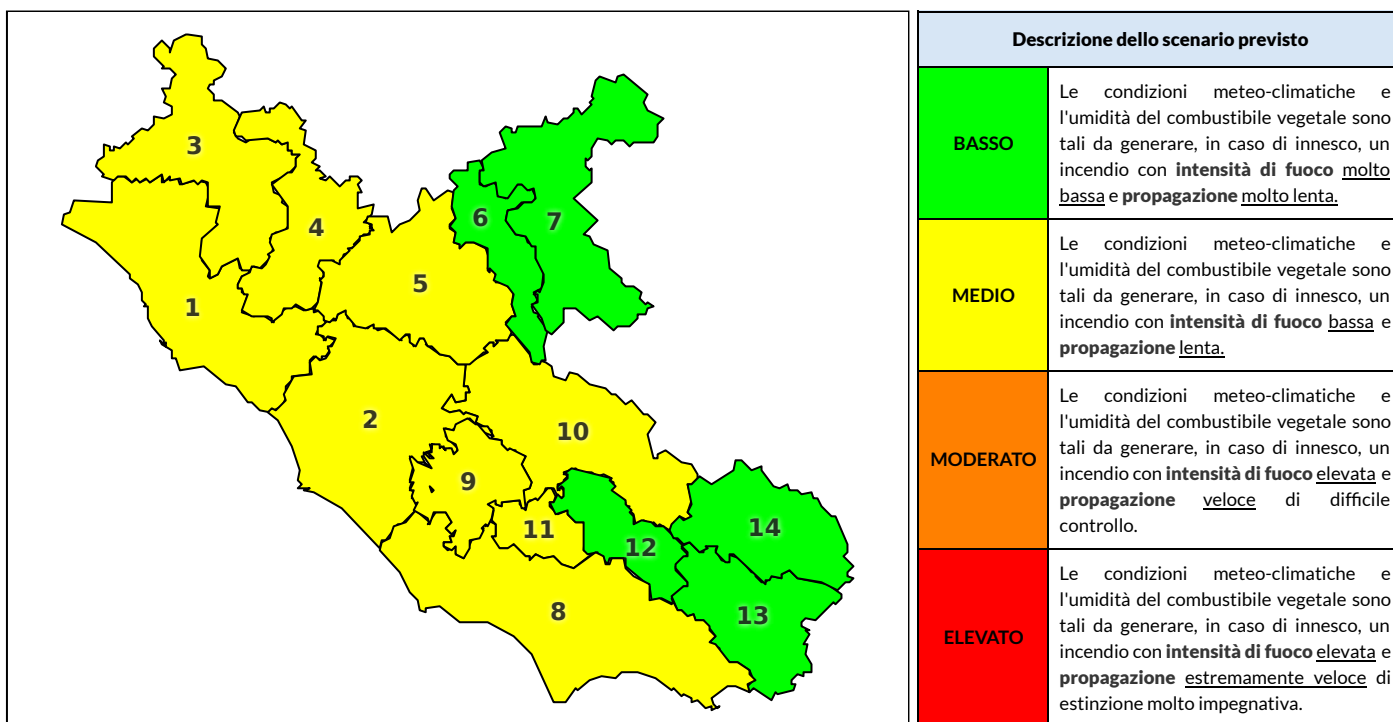 3
6
7
4
5
1
2
10
9
11
14
12
8
13
Descrizione dello scenario previsto
BASSO
Le condizioni meteo-climatiche e
l'umidità del combustibile vegetale sono
tali da generare, in caso di innesco, un
incendio con intensità di fuoco molto
bassa e propagazione molto lenta.
MEDIO
Le condizioni meteo-climatiche e
l'umidità del combustibile vegetale sono
tali da generare, in caso di innesco, un
incendio con intensità di fuoco bassa e
propagazione lenta.
MODERATO
Le condizioni meteo-climatiche e
l'umidità del combustibile vegetale sono
tali da generare, in caso di innesco, un
incendio con intensità di fuoco elevata e
propagazione veloce di difficile
controllo.
ELEVATO
Le condizioni meteo-climatiche e
l'umidità del combustibile vegetale sono
tali da generare, in caso di innesco, un
incendio con intensità di fuoco elevata e
propagazione estremamente veloce di
estinzione molto impegnativa.